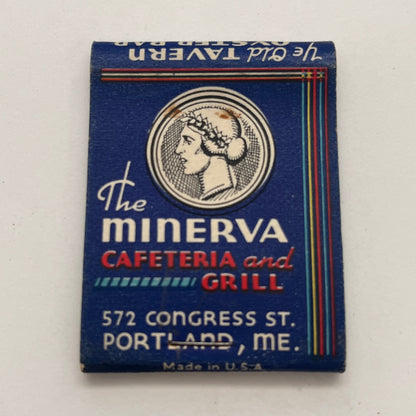 Ye Old TAVERN
OYSTER BAR
The
MINERVA
CAFETERIA and
GRILL
572 CONGRESS ST.
PORTLAND, ME.
Made in U.S.A.